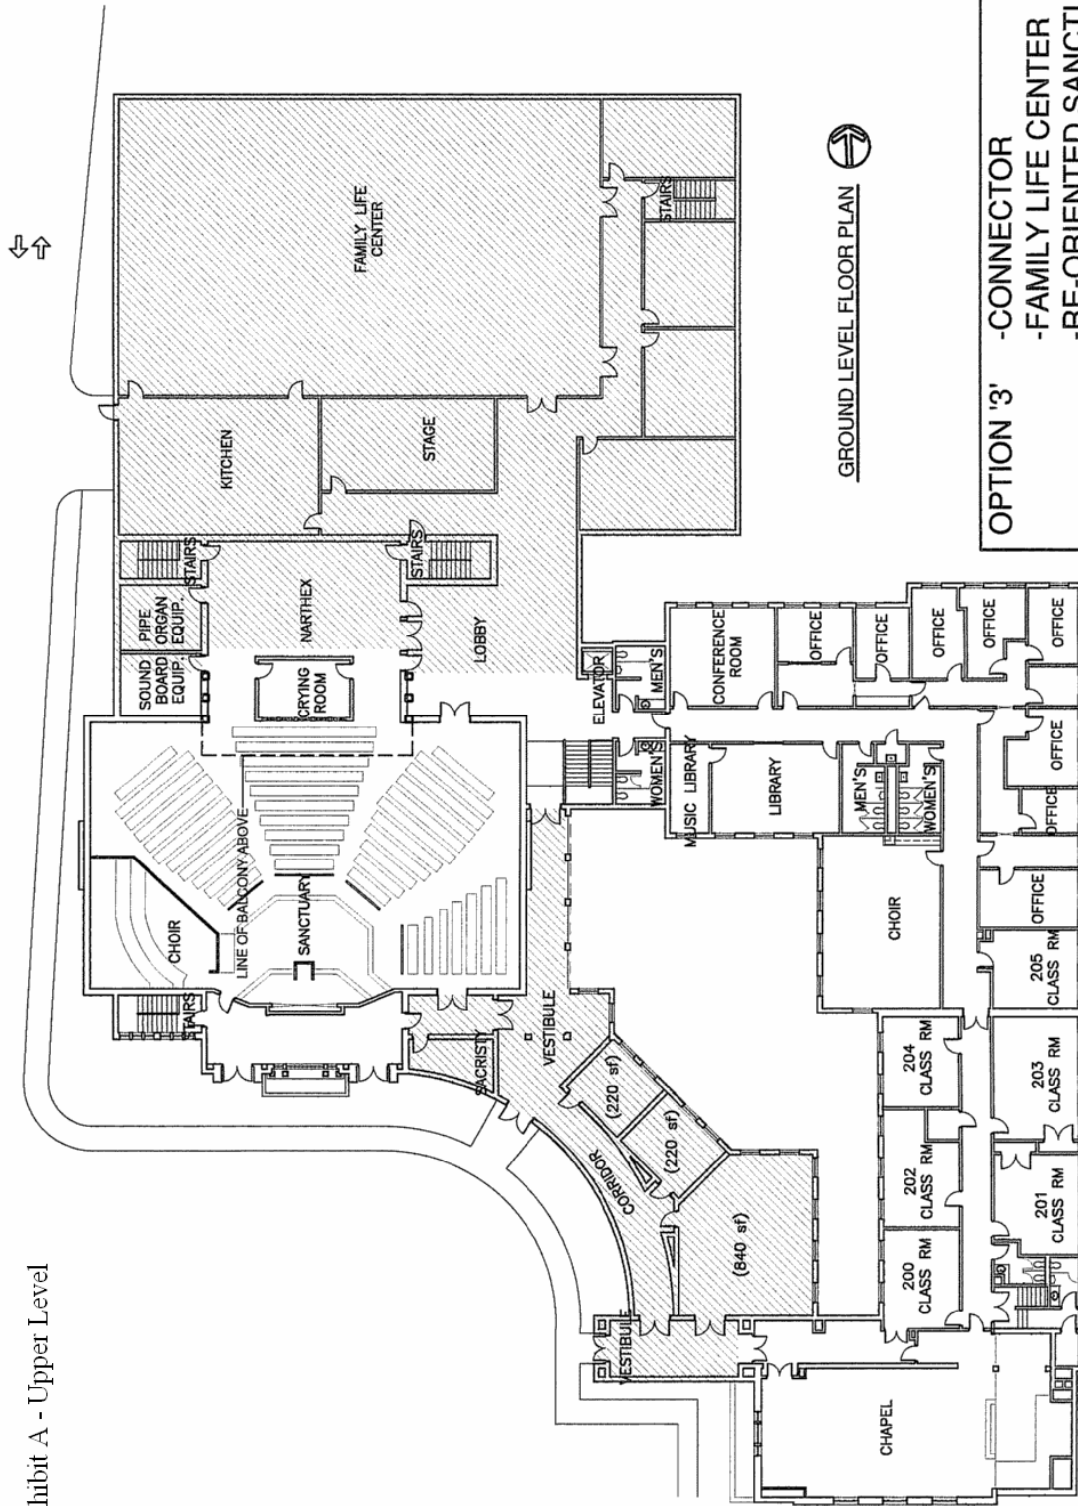 hibit A - Upper Level
FAMILY LIFE
CENTER
KITCHEN
STAGE
STAIRS
STAIRS
STAIRS
PIPE
ORGAN
EQUIP.
SOUND
BOARD
EQUIP.
NARTHEX
CRYING
ROOM
LOBBY
LINE OF BALCONY ABOVE
CHOIR
SANCTUARY
STAIRS
SACRISTY
VESTIBULE
CORRIDOR
(220 sf)
(220 sf)
(840 sf)
VESTIBULE
ELEVATOR
MEN'S
WOMEN'S
MUSIC LIBRARY
LIBRARY
CONFERENCE
ROOM
OFFICE
OFFICE
OFFICE
OFFICE
OFFICE
OFFICE
OFFICE
OFFICE
MEN'S
WOMEN'S
CHOIR
205
CLASS RM
204
CLASS RM
203
CLASS RM
202
CLASS RM
201
CLASS RM
200
CLASS RM
CHAPEL
GROUND LEVEL FLOOR PLAN
OPTION '3'
-CONNECTOR
-FAMILY LIFE CENTER
-RE-ORIENTED SANCTU